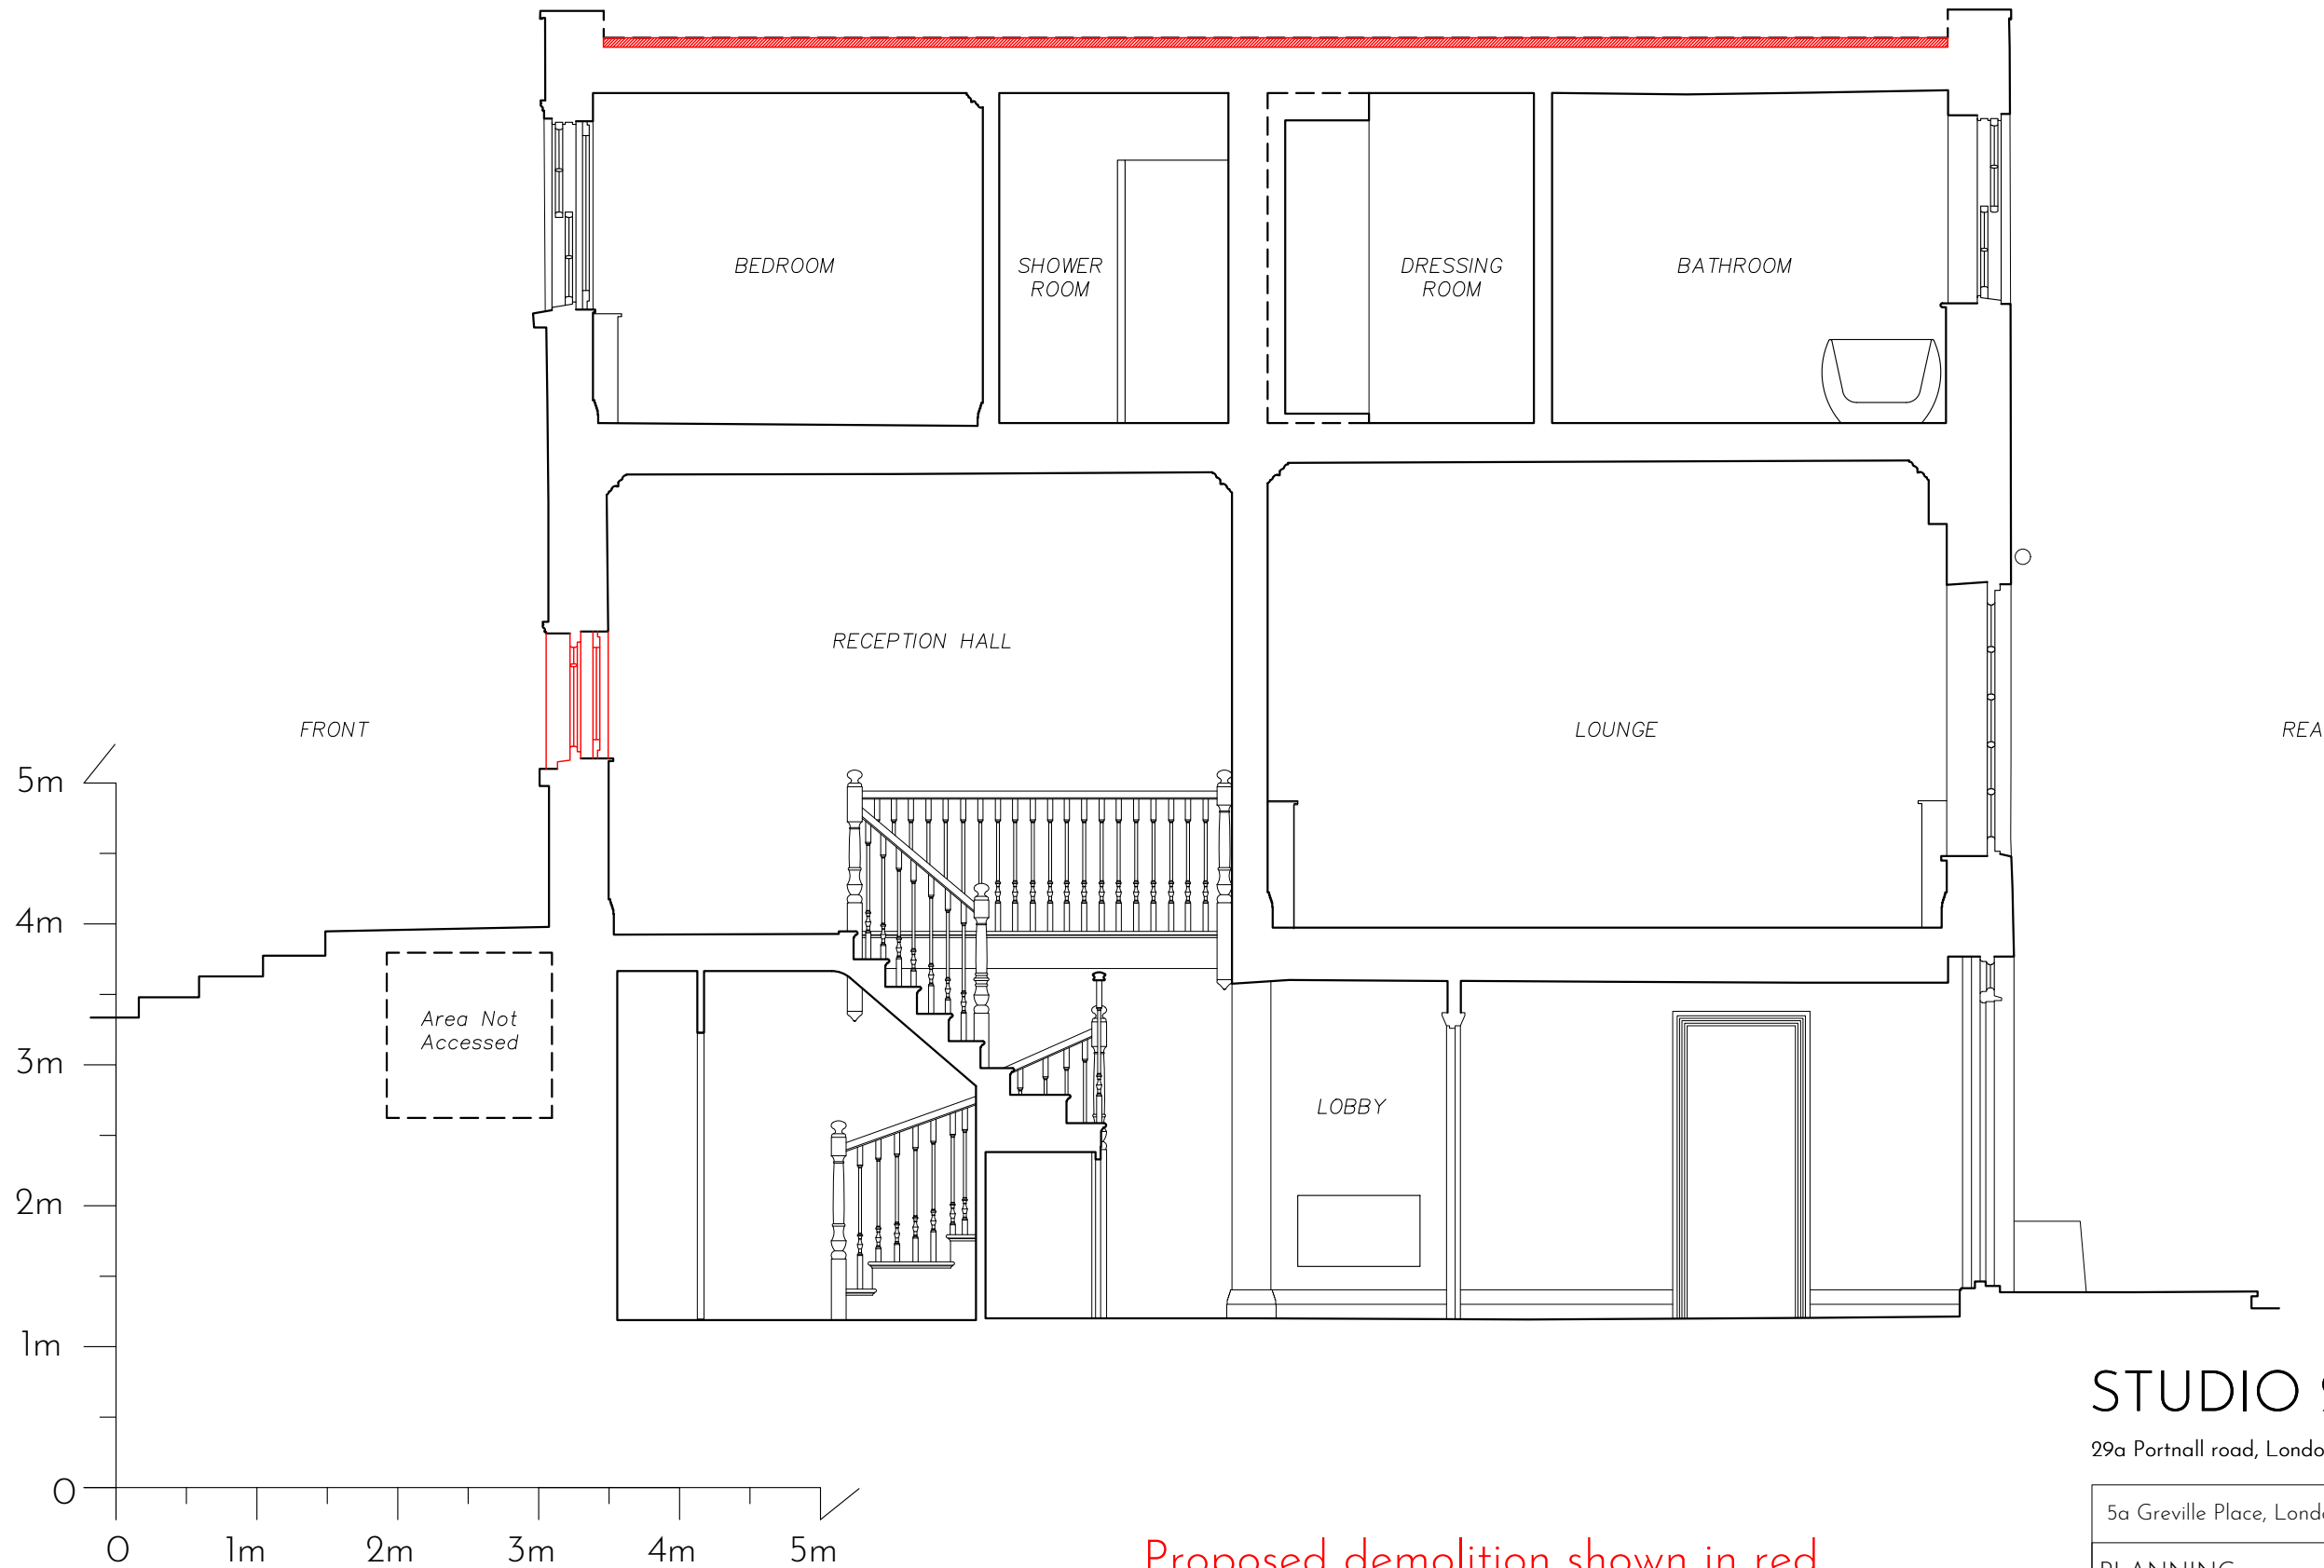 BEDROOM
SHOWER
ROOM
DRESSING
ROOM
BATHROOM
RECEPTION HALL
FRONT
LOUNGE
REA
5m
4m
Area Not
Accessed
3m
LOBBY
2m
1m
STUDIO
29a Portnall road, Londo
0
5a Greville Place, Lond
0 1m 2m 3m 4m 5m
Proposed demolition shown in red
PLANNING